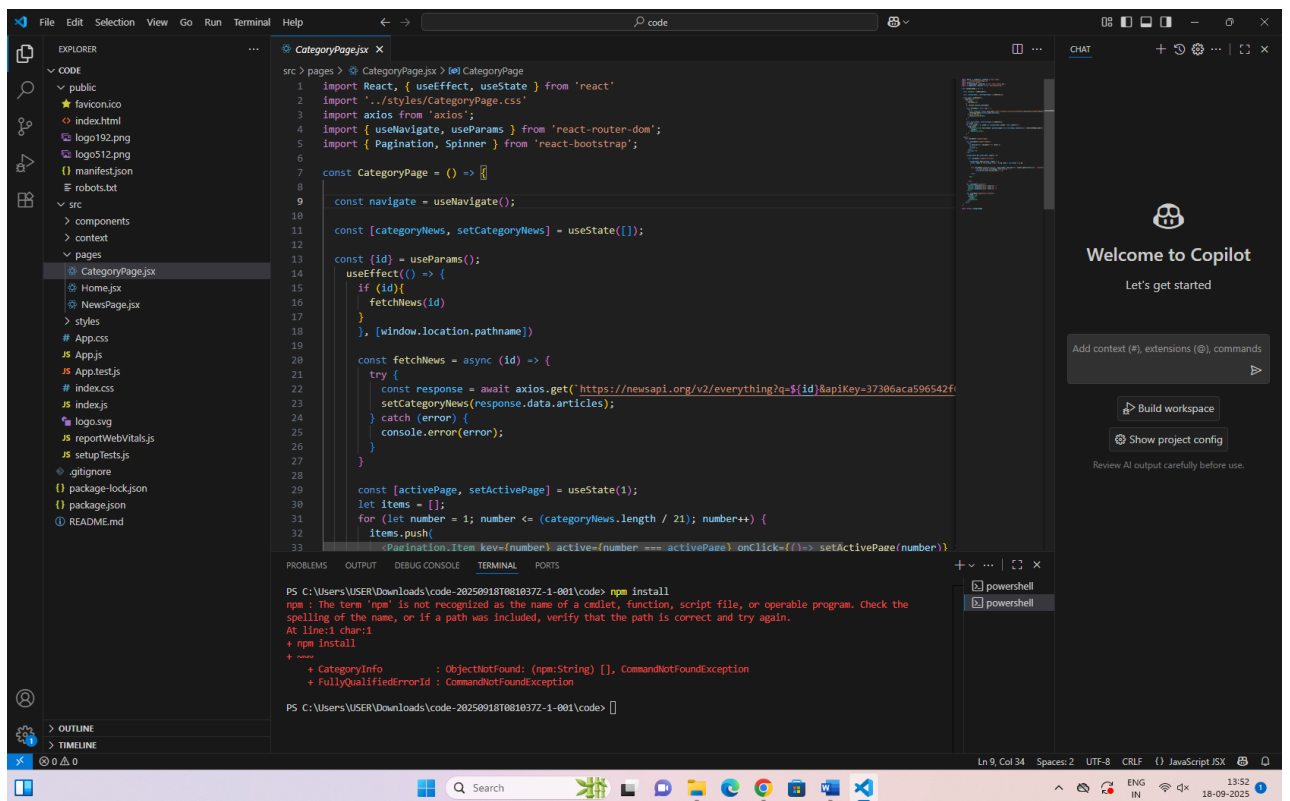 File Edit Selection View Go Run Terminal Help
code
EXPLORER
CODE
public
favicon.ico
index.html
logo192.png
logo512.png
manifest.json
robots.txt
src
components
context
pages
CategoryPage.jsx
Home.jsx
NewsPage.jsx
styles
App.css
App.js
App.test.js
index.css
index.js
logo.svg
reportWebVitals.js
setupTests.js
.gitignore
package-lock.json
package.json
README.md
OUTLINE
TIMELINE
CategoryPage.jsx
src > pages > CategoryPage.jsx > CategoryPage
1 import React, { useEffect, useState } from 'react'
2 import '../styles/CategoryPage.css'
3 import axios from 'axios';
4 import { useNavigate, useParams } from 'react-router-dom';
5 import { Pagination, Spinner } from 'react-bootstrap';
6
7 const CategoryPage = () => {
8
9 const navigate = useNavigate();
10
11 const [categoryNews, setCategoryNews] = useState([]);
12
13 const {id} = useParams();
14 useEffect(() => {
15 if (id){
16 fetchNews(id)
17 }
18 }, [window.location.pathname])
19
20 const fetchNews = async (id) => {
21 try {
22 const response = await axios.get(`https://newsapi.org/v2/everything?q=${id}&apiKey=37306aca596542f
23 setCategoryNews(response.data.articles);
24 } catch (error) {
25 console.error(error);
26 }
27 }
28
29 const [activePage, setActivePage] = useState(1);
30 let items = [];
31 for (let number = 1; number <= (categoryNews.length / 21); number++) {
32 items.push(
33 <Pagination.Item key={number} active={number === activePage} onClick={()=> setActivePage(number)}
PROBLEMS OUTPUT DEBUG CONSOLE TERMINAL PORTS
PS C:\Users\USER\Downloads\code-20250918T081037Z-1-001\code> npm install
npm : The term 'npm' is not recognized as the name of a cmdlet, function, script file, or operable program. Check the
spelling of the name, or if a path was included, verify that the path is correct and try again.
At line:1 char:1
+ npm install
+ ~~~
+ CategoryInfo : ObjectNotFound: (npm:String) [], CommandNotFoundException
+ FullyQualifiedErrorId : CommandNotFoundException
PS C:\Users\USER\Downloads\code-20250918T081037Z-1-001\code>
powershell
powershell
CHAT
Welcome to Copilot
Let's get started
Add context (#), extensions (@), commands
Build workspace
Show project config
Review AI output carefully before use.
0 0
Ln 9, Col 34 Spaces: 2 UTF-8 CRLF {} JavaScript JSX
Search
ENG
IN
13:52
18-09-2025